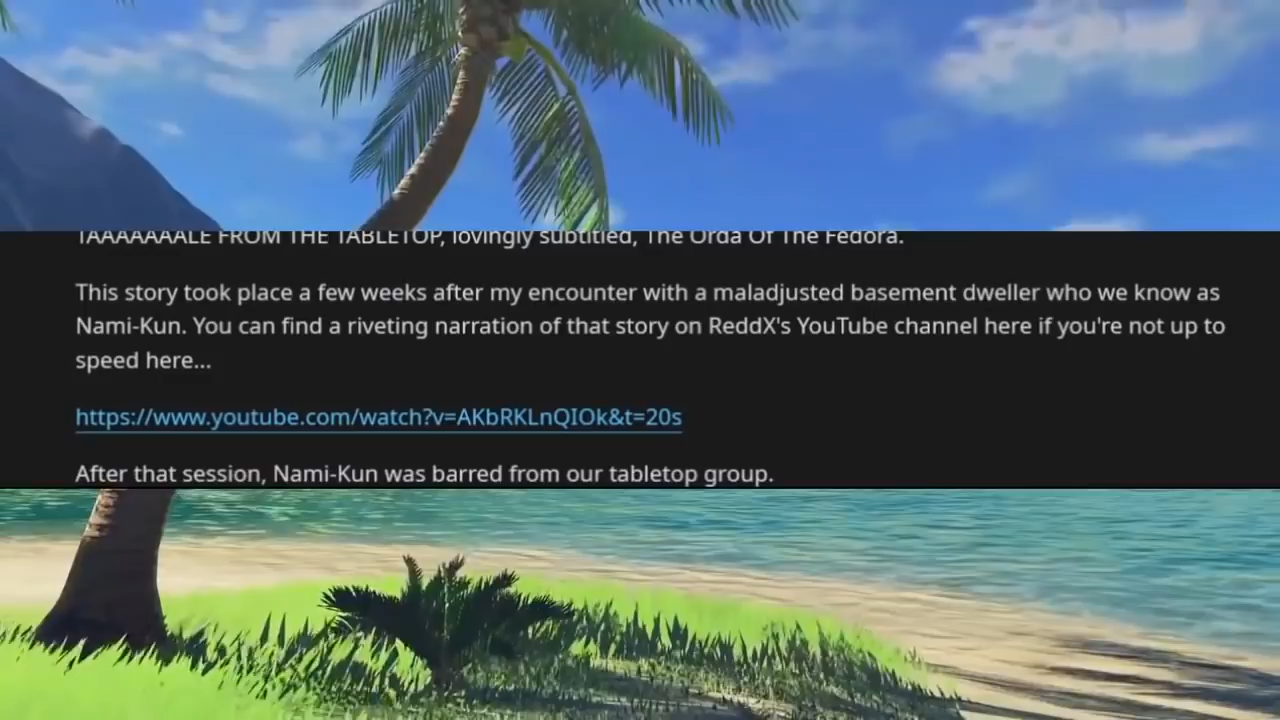 TAAAAAAALE FROM THE TABLETOP, lovingly subtitled, The Orda Of The Fedora.
This story took place a few weeks after my encounter with a maladjusted basement dweller who we know as
Nami-Kun. You can find a riveting narration of that story on ReddX's YouTube channel here if you're not up to
speed here...
https://www.youtube.com/watch?v=AKbRKLnQIOk&t=20s
After that session, Nami-Kun was barred from our tabletop group.